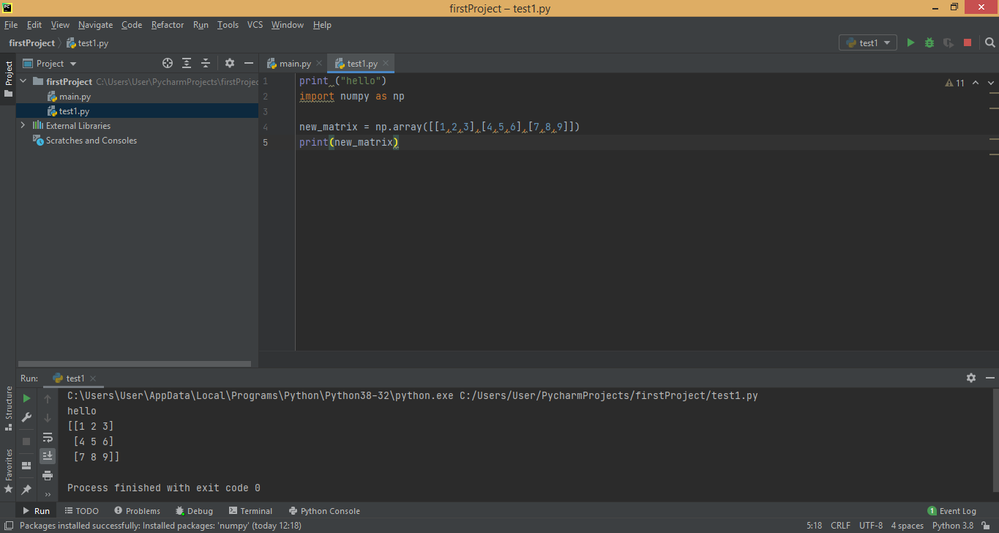 PC
firstProject – test1.py
File Edit View Navigate Code Refactor Run Tools VCS Window Help
firstProject test1.py
test1
Project
Project
main.py
test1.py
firstProject C:\Users\User\PycharmProjects\firstProjec
main.py
test1.py
External Libraries
Scratches and Consoles
1 print ("hello")
11
2 import numpy as np
3
4 new_matrix = np.array([[1,2,3],[4,5,6],[7,8,9]])
5 print(new_matrix)
Structure
Favorites
Run: test1
C:\Users\User\AppData\Local\Programs\Python\Python38-32\python.exe C:/Users/User/PycharmProjects/firstProject/test1.py
hello
[[1 2 3]
[4 5 6]
[7 8 9]]
Process finished with exit code 0
Run TODO Problems Debug Terminal Python Console
1 Event Log
Packages installed successfully: Installed packages: 'numpy' (today 12:18)
5:18 CRLF UTF-8 4 spaces Python 3.8